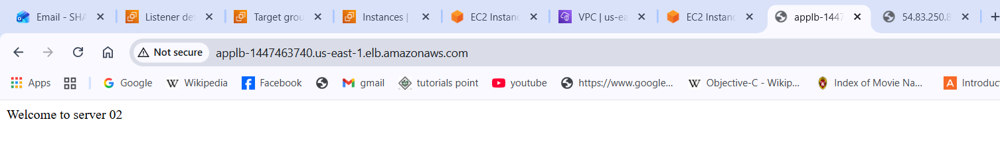 Email - SHA
Listener det
Target grou
Instances |
EC2 Instanc
VPC | us-ea
EC2 Instanc
applb-1447
54.83.250.8
Not secure
applb-1447463740.us-east-1.elb.amazonaws.com
Apps
Google
Wikipedia
Facebook
gmail
tutorials point
youtube
https://www.google...
Objective-C - Wikip...
Index of Movie Na...
Introduc
Welcome to server 02